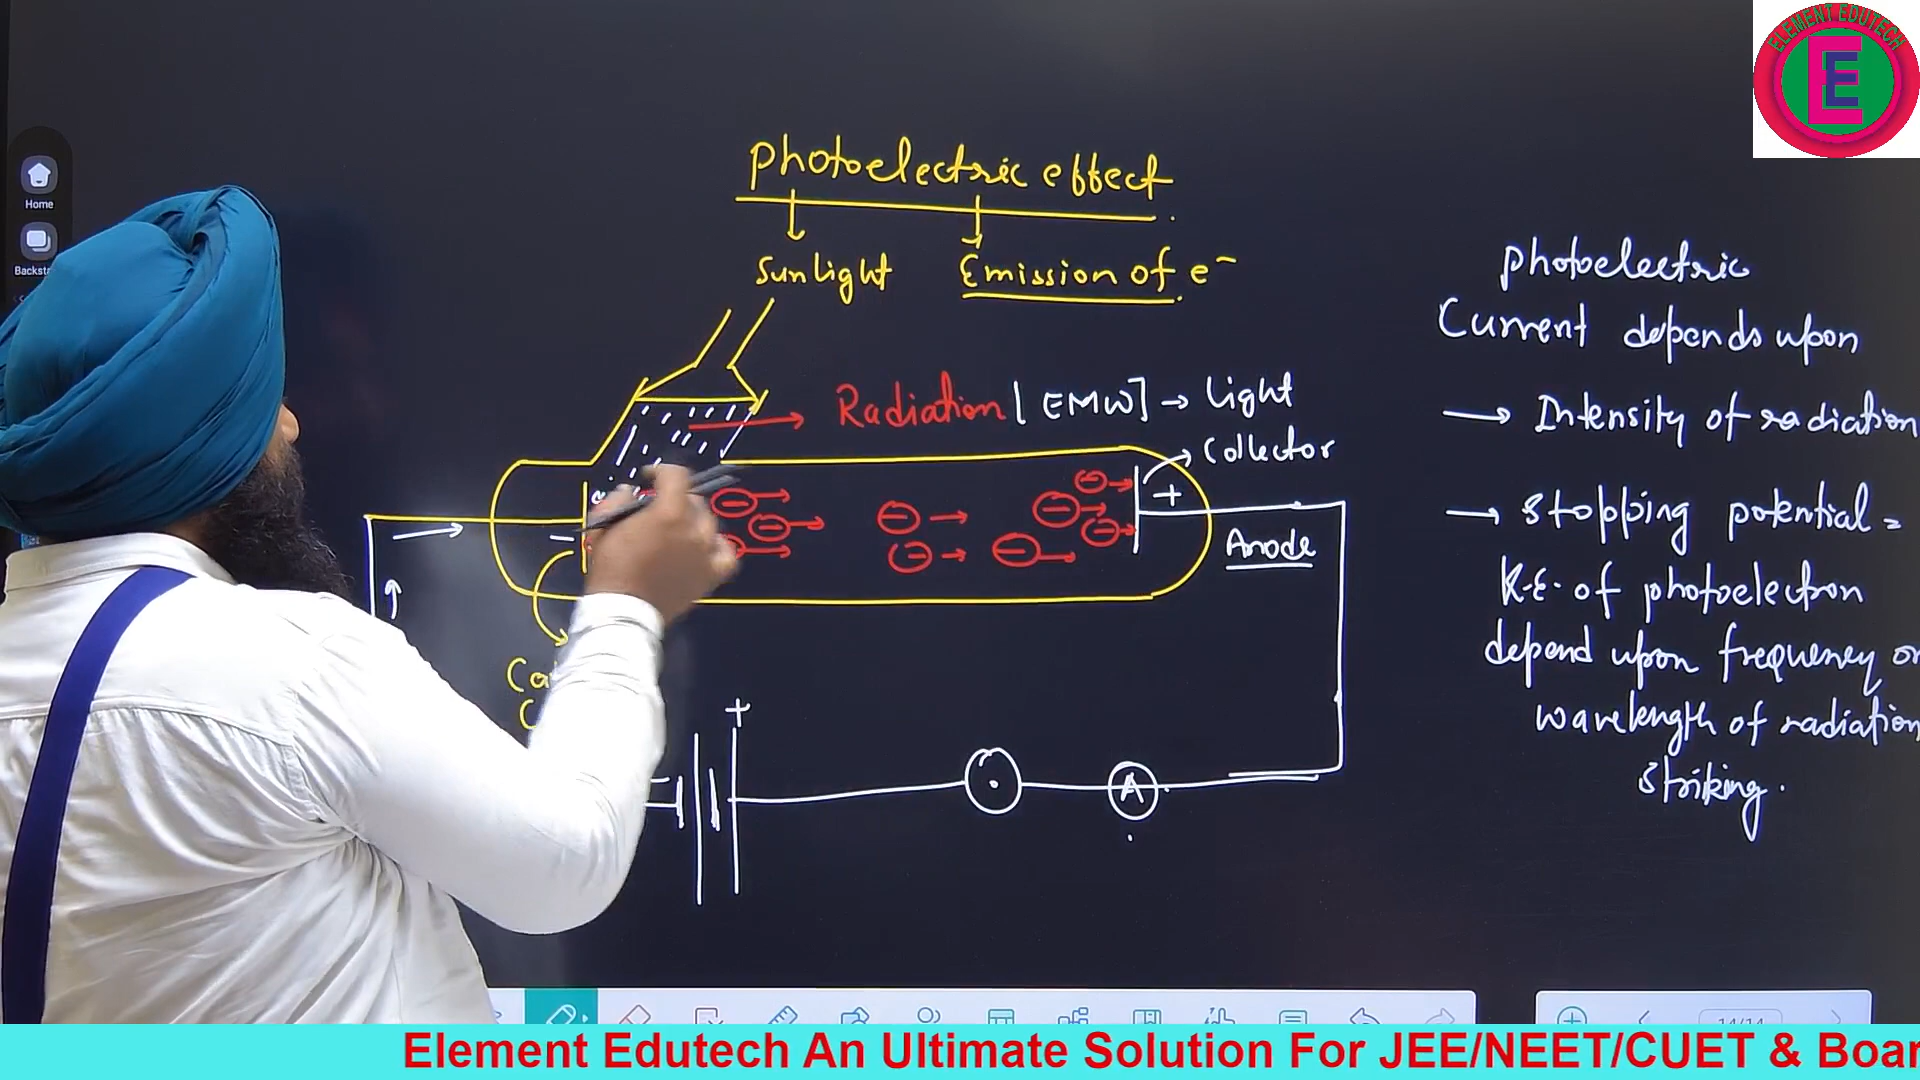 ELEMENT EDUTECH
E
Home
photoelectric effect
Sunlight
Emission of e⁻
Radiation [EMW] → Light
Collector
+
Anode
−
+
A
photoelectric
Current depends upon
→ Intensity of radiation
→ Stopping potential =
K.E. of photoelectron
depend upon frequency or
wavelength of radiation
striking.
14/14
Element Edutech An Ultimate Solution For JEE/NEET/CUET & Boar